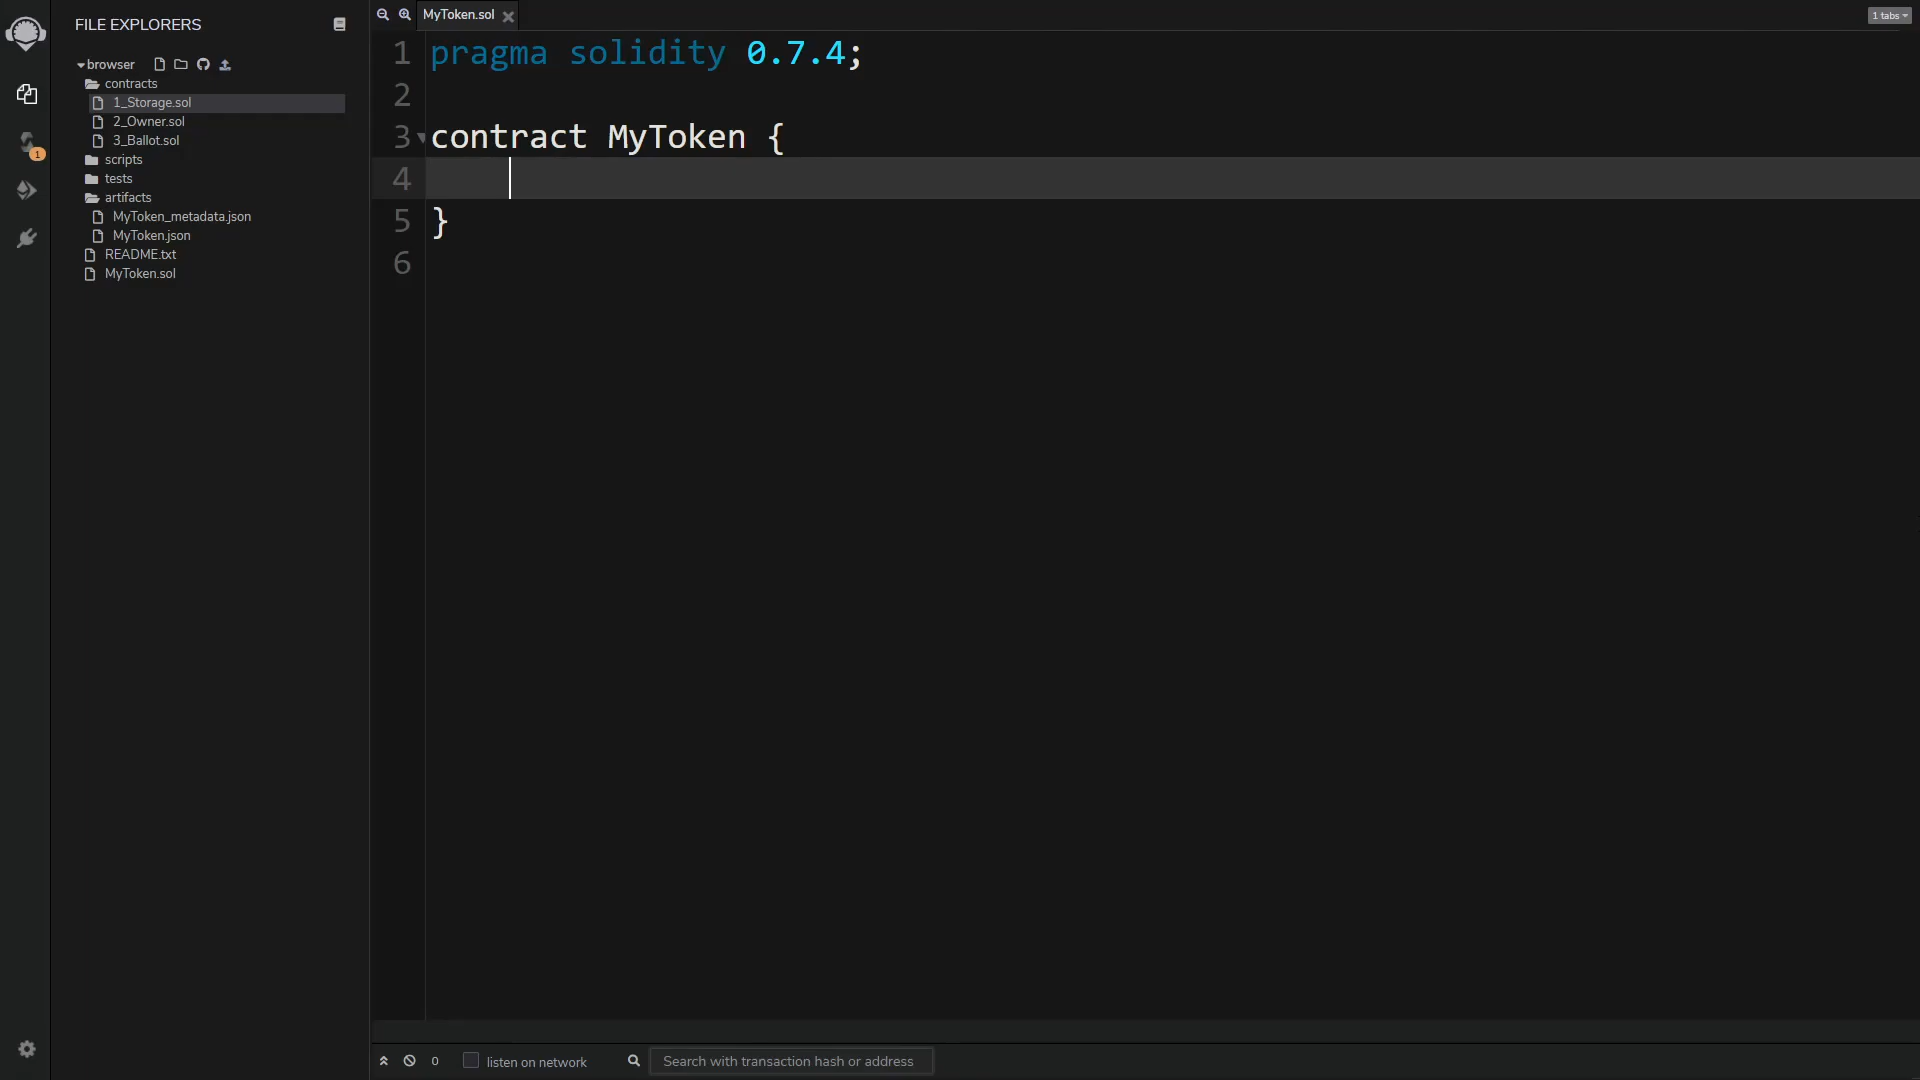 FILE EXPLORERS
browser
contracts
1_Storage.sol
2_Owner.sol
3_Ballot.sol
scripts
tests
artifacts
MyToken_metadata.json
MyToken.json
README.txt
MyToken.sol
1
MyToken.sol
1 tabs
1 pragma solidity 0.7.4;
2
3 contract MyToken {
4
5 }
6
0 listen on network Search with transaction hash or address